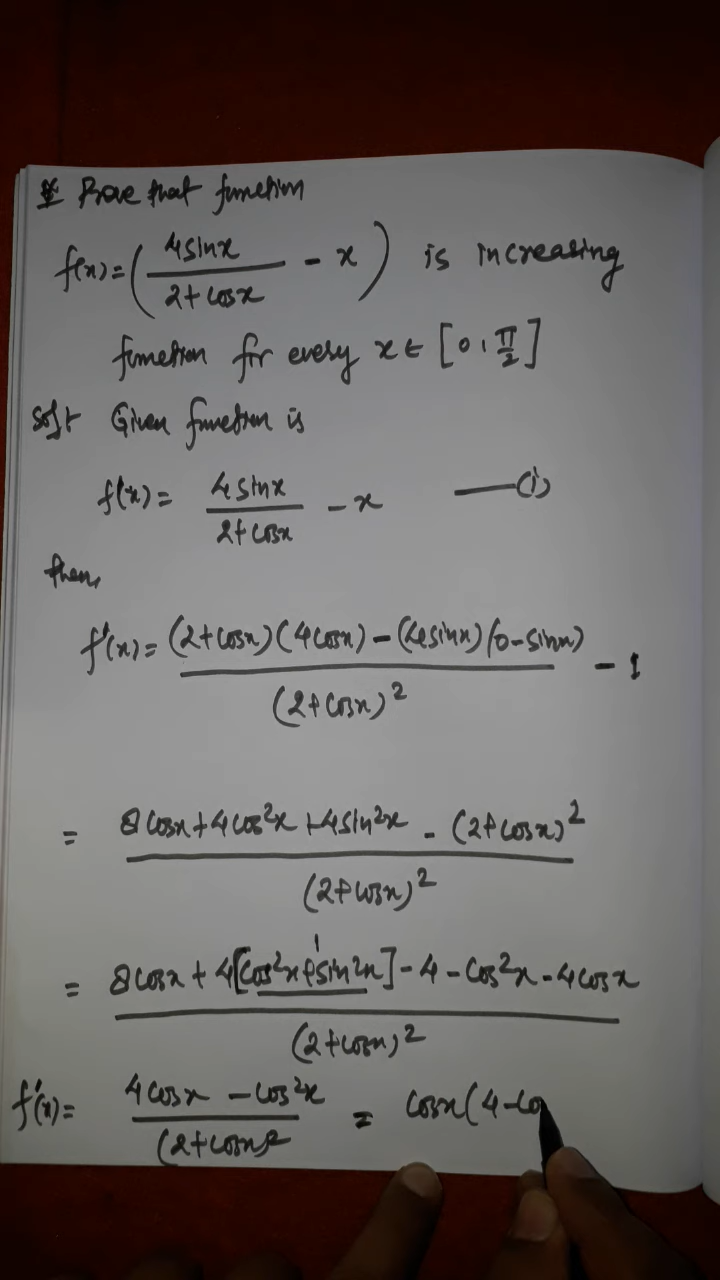 Prove that function
f(x) = ( 4sinx / 2+cosx - x ) is increasing
function for every x ∈ [0, π/2]
Solⁿ Given function is
f(x) = 4sinx / 2+cosx - x —(i)
then,
f'(x) = (2+cosx)(4cosx) - (4sinx)(0-sinx) / (2+cosx)² - 1
= 8cosx+4cos²x+4sin²x - (2+cosx)² / (2+cosx)²
= 8cosx + 4[cos²x+sin²x] - 4 - cos²x - 4cosx / (2+cosx)²
1
f'(x) = 4cosx - cos²x / (2+cosx)² = cosx(4-co